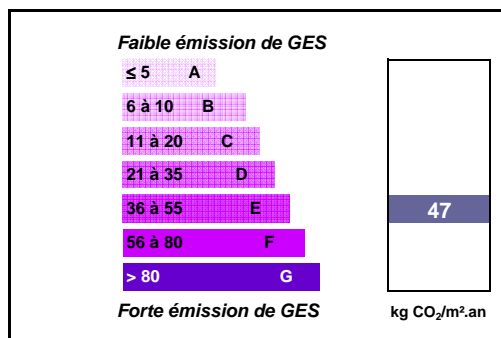 Faible émission de GES
≤ 5 A
6 à 10 B
11 à 20 C
21 à 35 D
36 à 55 E
47
56 à 80 F
> 80 G
Forte émission de GES
kg CO₂/m².an